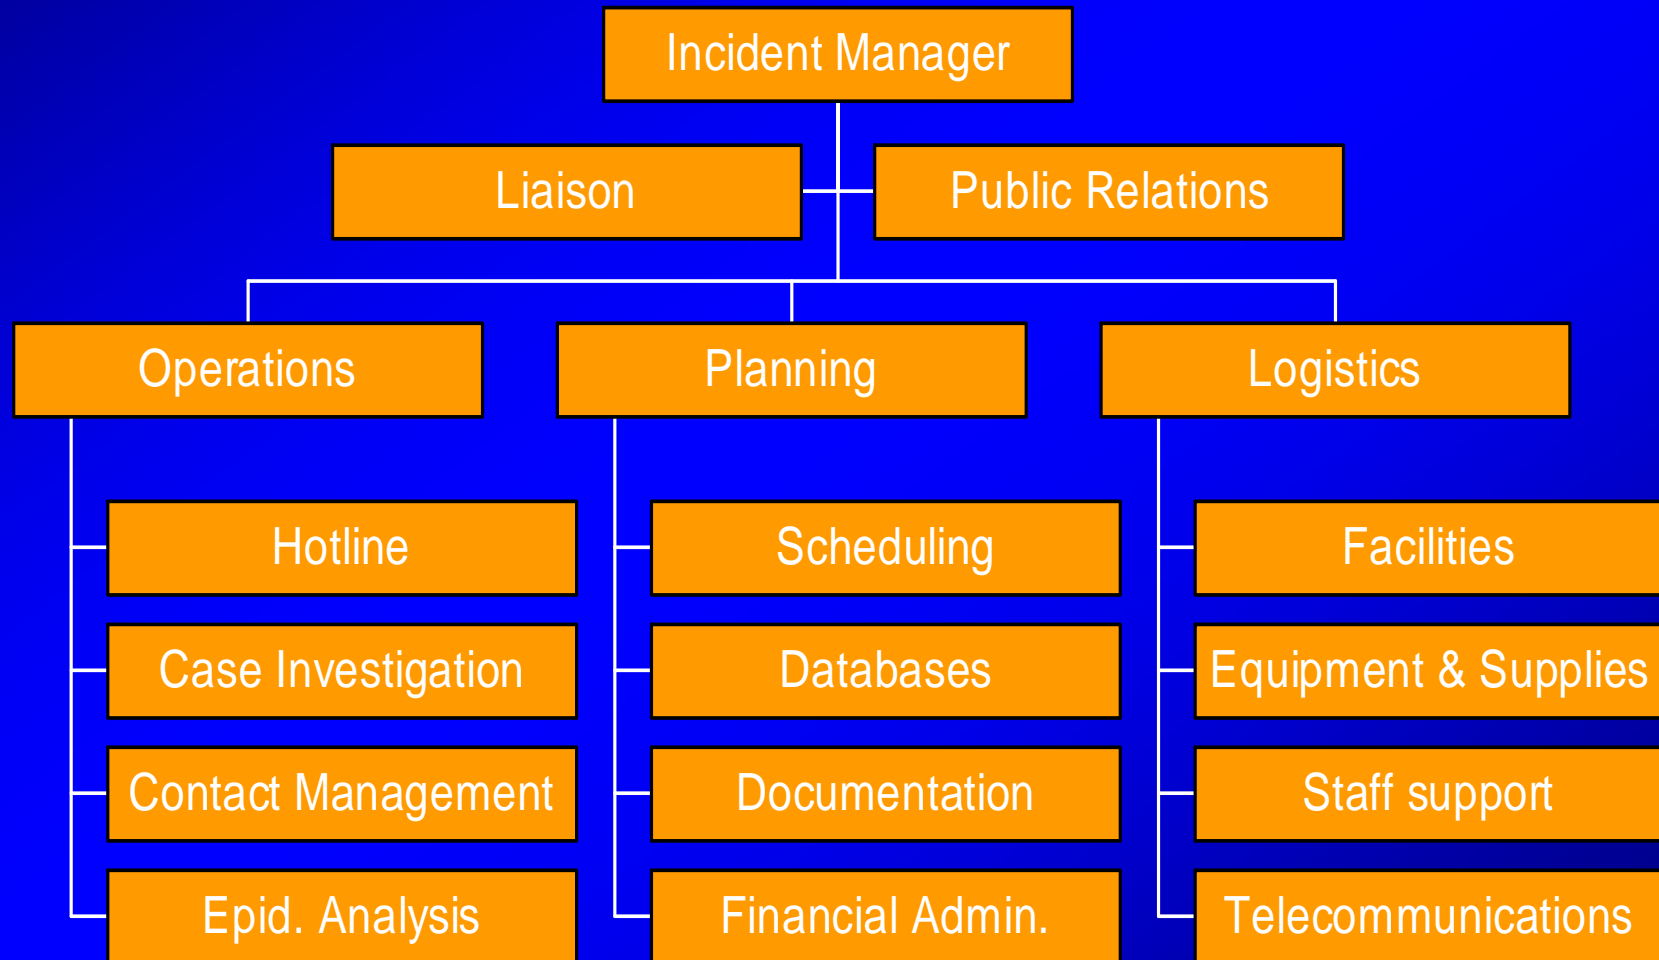 Incident Manager
Liaison
Public Relations
Operations
Planning
Logistics
Hotline
Scheduling
Facilities
Case Investigation
Databases
Equipment & Supplies
Contact Management
Documentation
Staff support
Epid. Analysis
Financial Admin.
Telecommunications